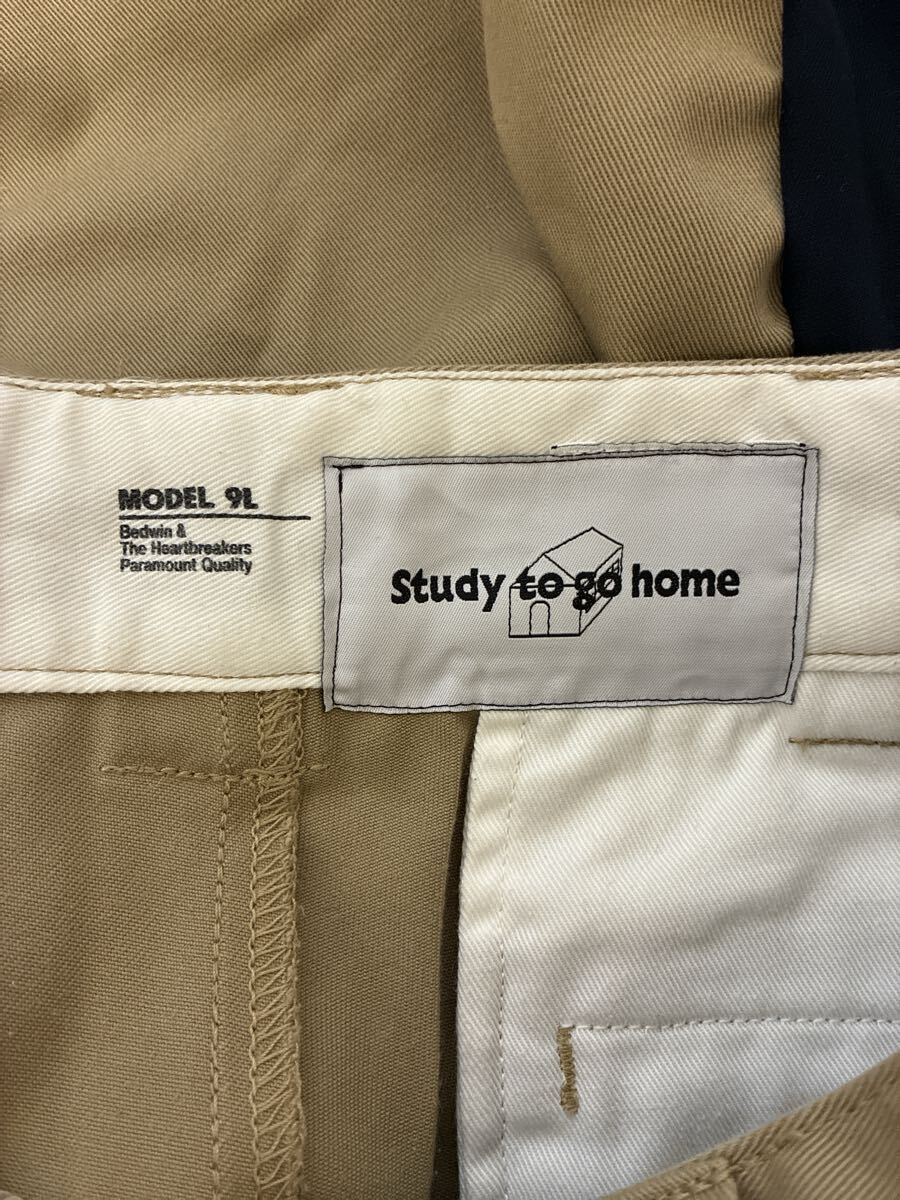 MODEL 9L
Bedwin &
The Heartbreakers
Paramount Quality
Study to go home